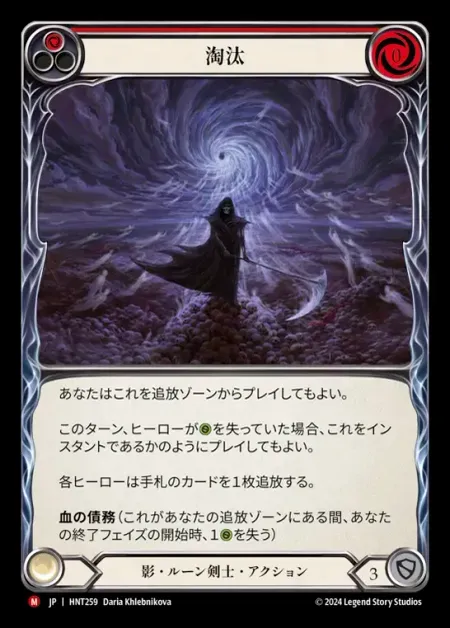 淘汰
0
あなたはこれを追放ゾーンからプレイしてもよい。
このターン、ヒーローがを失っていた場合、これをイン
スタントであるかのようにプレイしてもよい。
各ヒーローは手札のカードを1枚追放する。
血の債務（これがあなたの追放ゾーンにある間、あなた
の終了フェイズの開始時、1を失う）
影・ルーン剣士・アクション
3
M JP | HNT259 Daria Khlebnikova
© 2024 Legend Story Studios